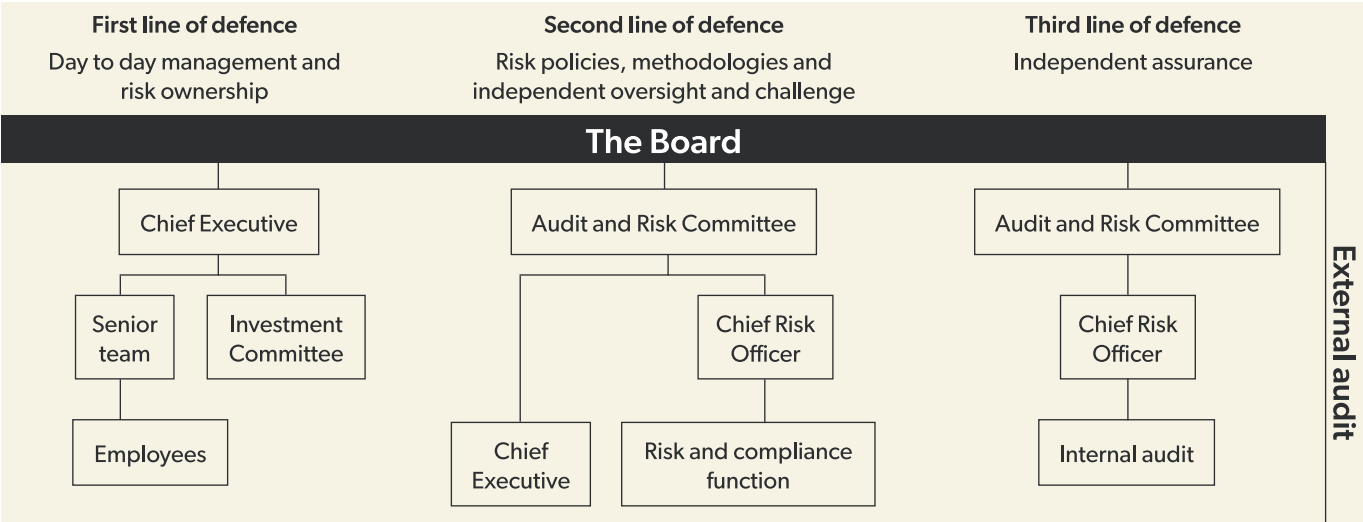 First line of defence
Day to day management and
risk ownership
Second line of defence
Risk policies, methodologies and
independent oversight and challenge
Third line of defence
Independent assurance
The Board
Chief Executive
Senior
team
Investment
Committee
Employees
Audit and Risk Committee
Chief Risk
Officer
Chief
Executive
Risk and compliance
function
Audit and Risk Committee
Chief Risk
Officer
Internal audit
External audit